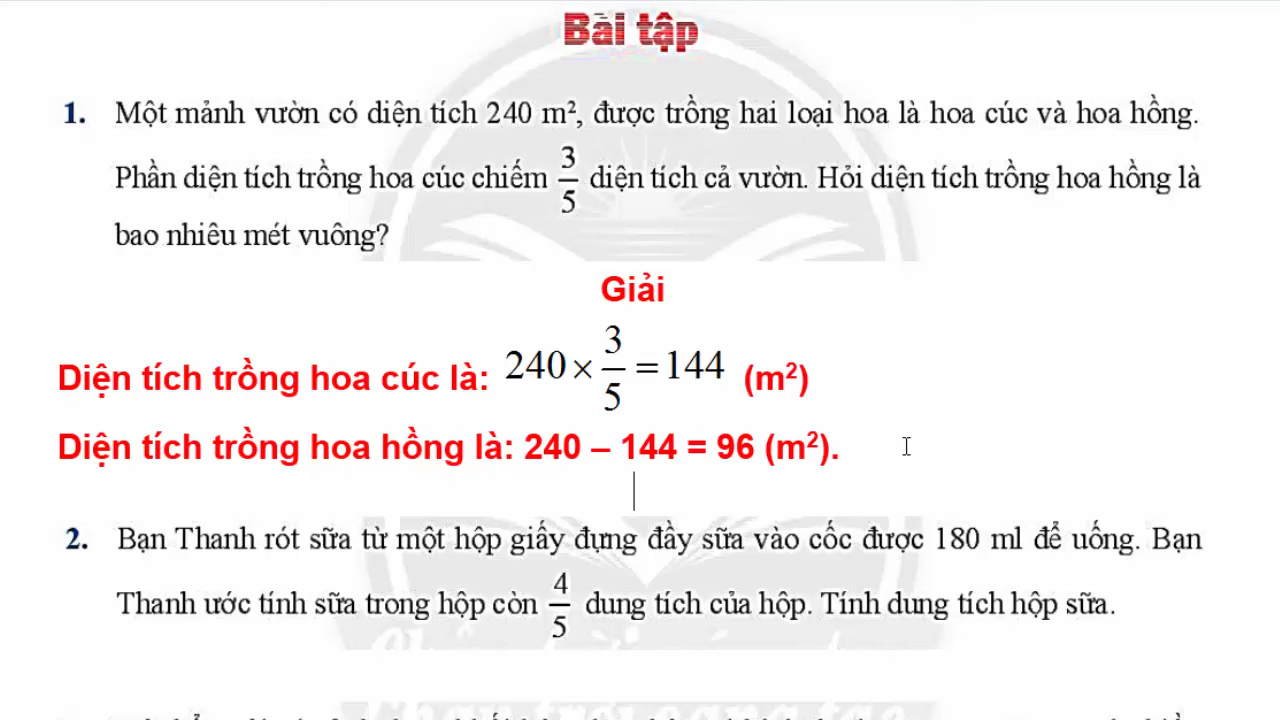 Bài tập
1. Một mảnh vườn có diện tích 240 m², được trồng hai loại hoa là hoa cúc và hoa hồng.
Phần diện tích trồng hoa cúc chiếm 3/5 diện tích cả vườn. Hỏi diện tích trồng hoa hồng là
bao nhiêu mét vuông?
Giải
Diện tích trồng hoa cúc là: 240 × 3/5 = 144 (m²)
Diện tích trồng hoa hồng là: 240 – 144 = 96 (m²).
2. Bạn Thanh rót sữa từ một hộp giấy đựng đầy sữa vào cốc được 180 ml để uống. Bạn
Thanh ước tính sữa trong hộp còn 4/5 dung tích của hộp. Tính dung tích hộp sữa.